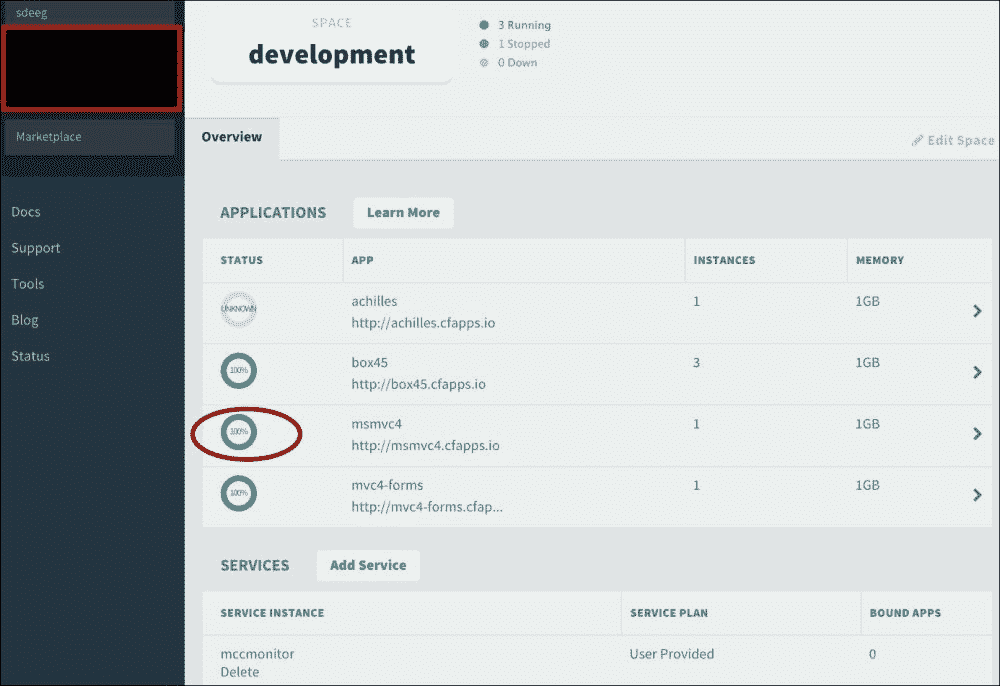 sdeeg
Marketplace
Docs
Support
Tools
Blog
Status
SPACE
development
3 Running
1 Stopped
0 Down
Overview
Edit Space
APPLICATIONS Learn More
STATUS APP INSTANCES MEMORY
UNKNOWN achilles 1 1GB
http://achilles.cfapps.io
100% box45 3 1GB
http://box45.cfapps.io
100% msmvc4 1 1GB
http://msmvc4.cfapps.io
100% mvc4-forms 1 1GB
http://mvc4-forms.cfap...
SERVICES Add Service
SERVICE INSTANCE SERVICE PLAN BOUND APPS
mccmonitor User Provided 0
Delete